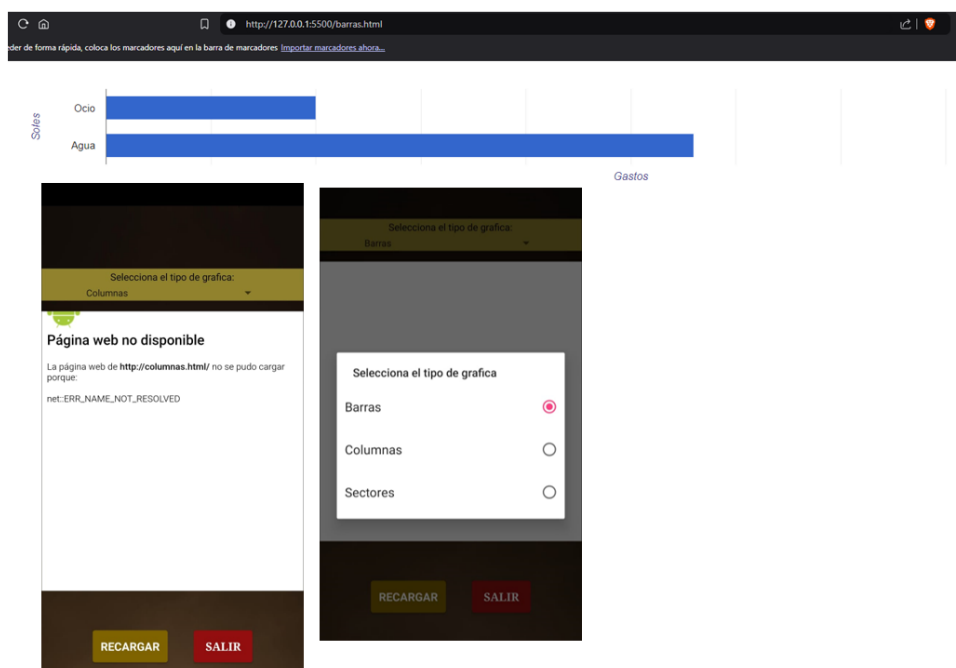 http://127.0.0.1:5500/barras.html
eder de forma rápida, coloca los marcadores aquí en la barra de marcadores Importar marcadores ahora...
Ocio
Soles
Agua
Gastos
Selecciona el tipo de grafica:
Columnas
Página web no disponible
La página web de http://columnas.html/ no se pudo cargar
porque:
net::ERR_NAME_NOT_RESOLVED
RECARGAR SALIR
Selecciona el tipo de grafica:
Barras
Selecciona el tipo de grafica
Barras
Columnas
Sectores
RECARGAR SALIR